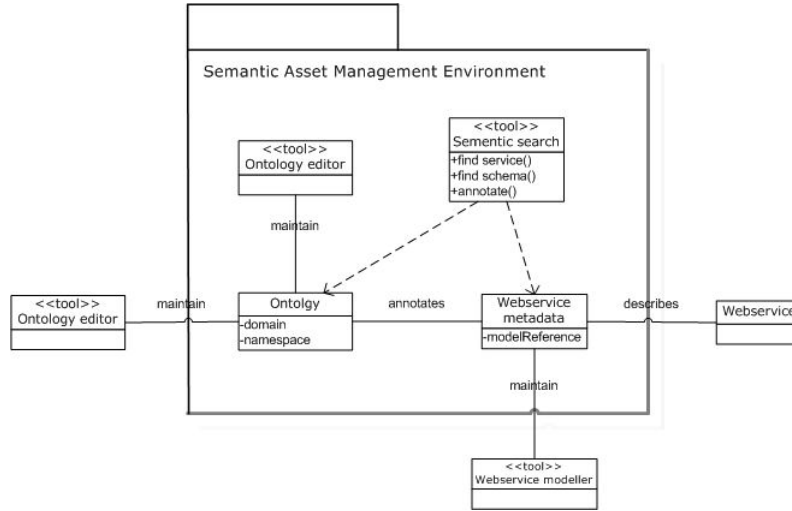 Semantic Asset Management Environment
<<tool>>
Sementic search
+find service()
+find schema()
+annotate()
<<tool>>
Ontology editor
maintain
<<tool>>
Ontology editor
maintain
Ontolgy
-domain
-namespace
annotates
Webservice
metadata
-modelReference
describes
Webservice
maintain
<<tool>>
Webservice modeller